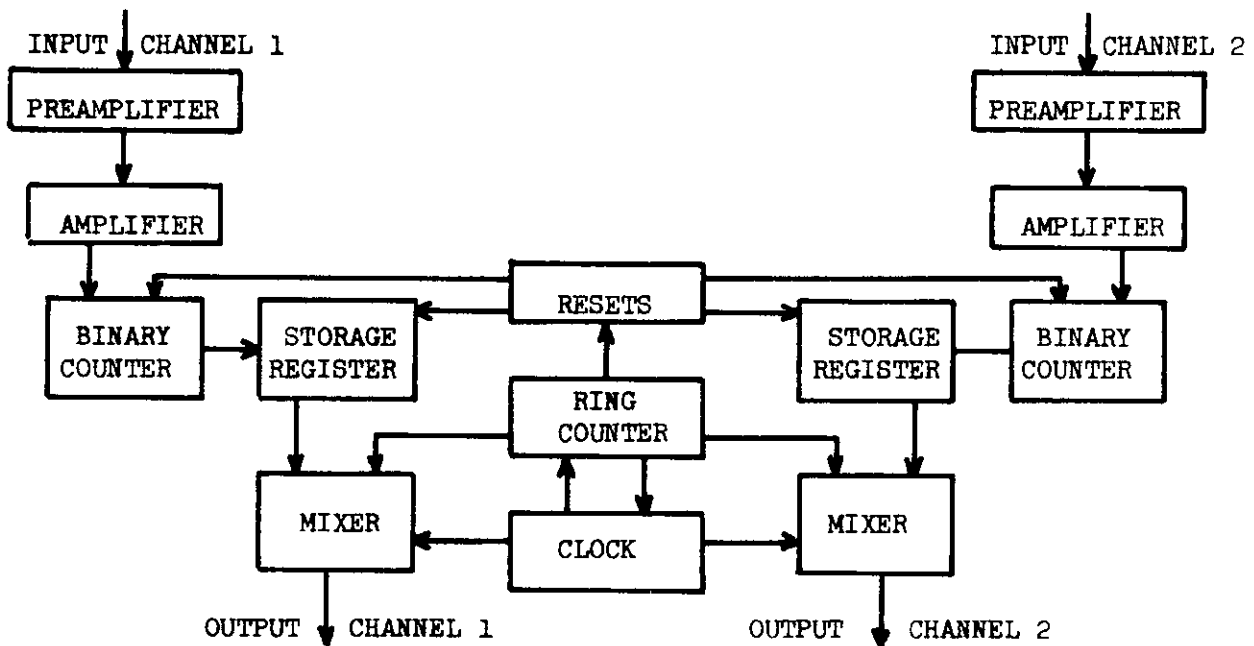 INPUT CHANNEL 1
INPUT CHANNEL 2
PREAMPLIFIER
PREAMPLIFIER
AMPLIFIER
AMPLIFIER
RESETS
BINARY
COUNTER
STORAGE
REGISTER
STORAGE
REGISTER
BINARY
COUNTER
RING
COUNTER
MIXER
CLOCK
MIXER
OUTPUT CHANNEL 1
OUTPUT CHANNEL 2